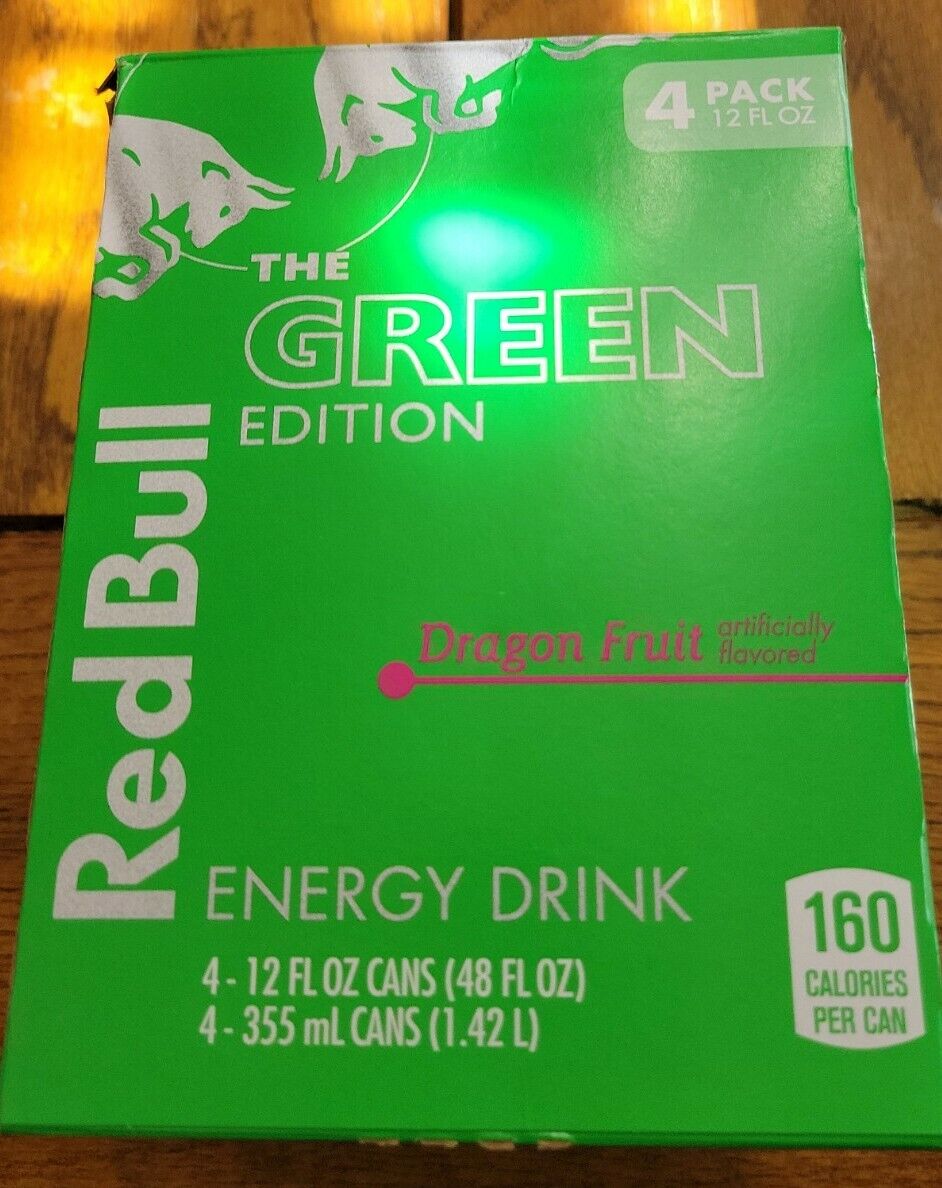 4 PACK
12 FL OZ
THE
GREEN
EDITION
Red Bull
Dragon Fruit artificially
flavored
ENERGY DRINK
4 - 12 FL OZ CANS (48 FL OZ)
4 - 355 mL CANS (1.42 L)
160
CALORIES
PER CAN